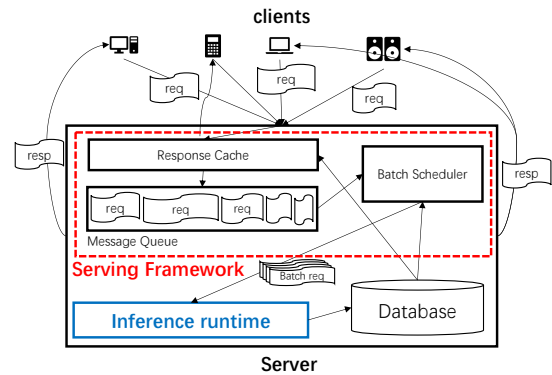 clients
req
req
req
req
resp
Response Cache
Batch Scheduler
resp
req
req
req
Message Queue
Serving Framework
Batch req
Inference runtime
Database
Server